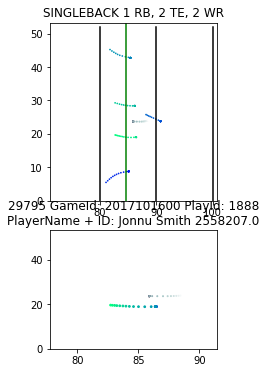 SINGLEBACK 1 RB, 2 TE, 2 WR
50
40
30
20
10
0
80 90 100
29795 GameId: 2017101600 PlayId: 1888
PlayerName + ID: Jonnu Smith 2558207.0
40
20
0
80 85 90